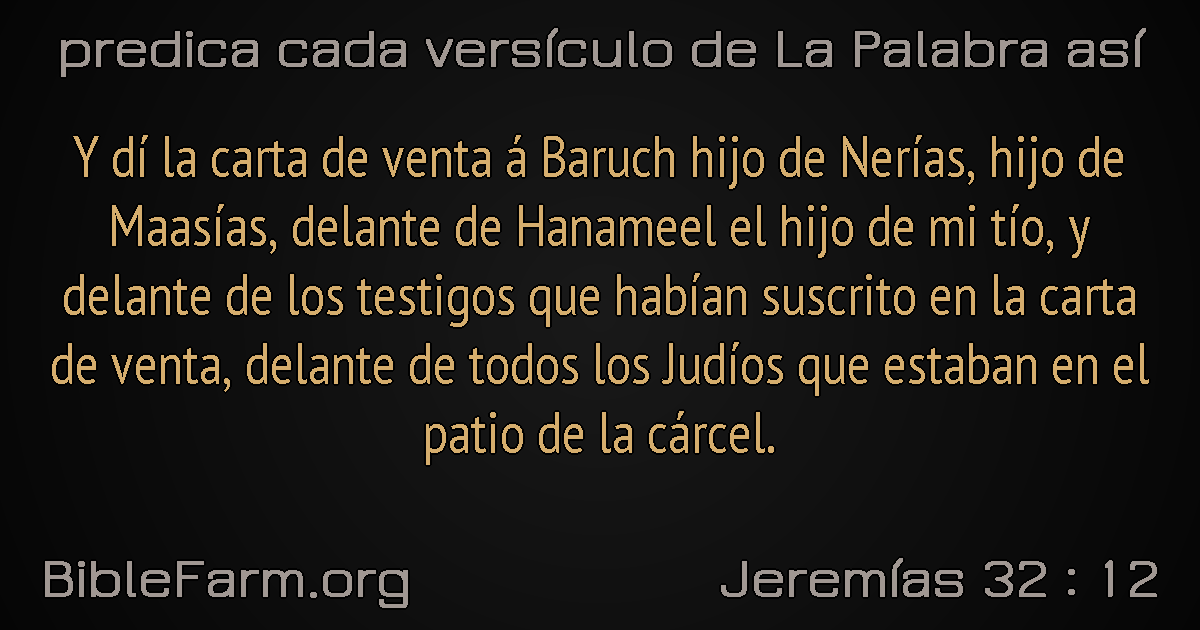 predica cada versículo de La Palabra así
Y dí la carta de venta á Baruch hijo de Nerías, hijo de
Maasías, delante de Hanameel el hijo de mi tío, y
delante de los testigos que habían suscrito en la carta
de venta, delante de todos los Judíos que estaban en el
patio de la cárcel.
BibleFarm.org
Jeremías 32 : 12